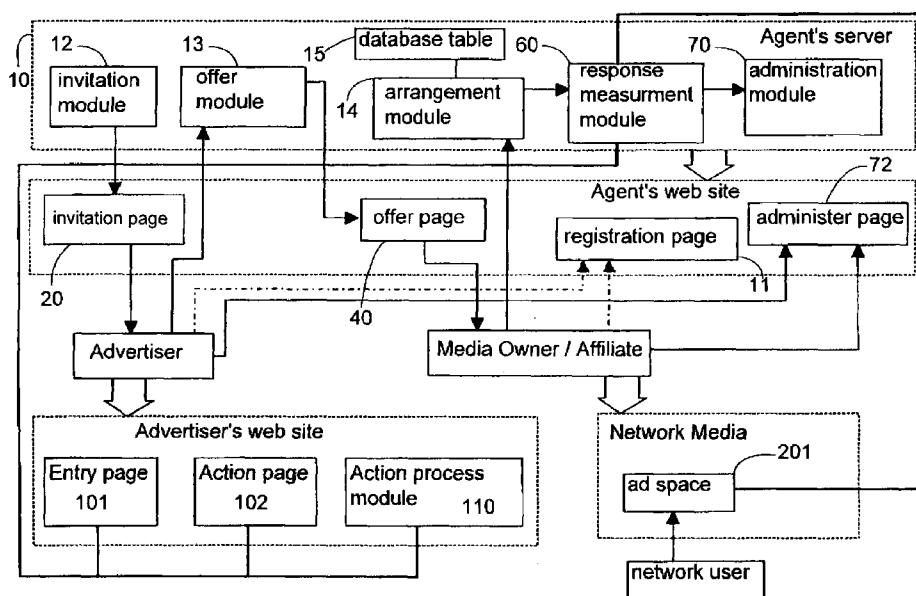 12
13
15
database table
60
70
Agent's server
10
invitation
module
offer
module
14
arrangement
module
response
measurment
module
administration
module
Agent's web site
72
invitation page
offer page
registration page
administer page
20
40
11
Advertiser
Media Owner / Affiliate
Advertiser's web site
Entry page
101
Action page
102
Action process
module
110
Network Media
201
ad space
network user